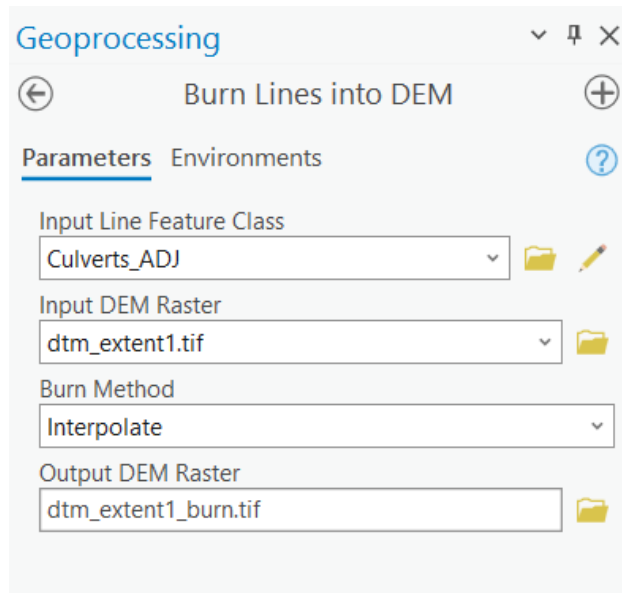 Geoprocessing
Burn Lines into DEM
Parameters Environments
Input Line Feature Class
Culverts_ADJ
Input DEM Raster
dtm_extent1.tif
Burn Method
Interpolate
Output DEM Raster
dtm_extent1_burn.tif